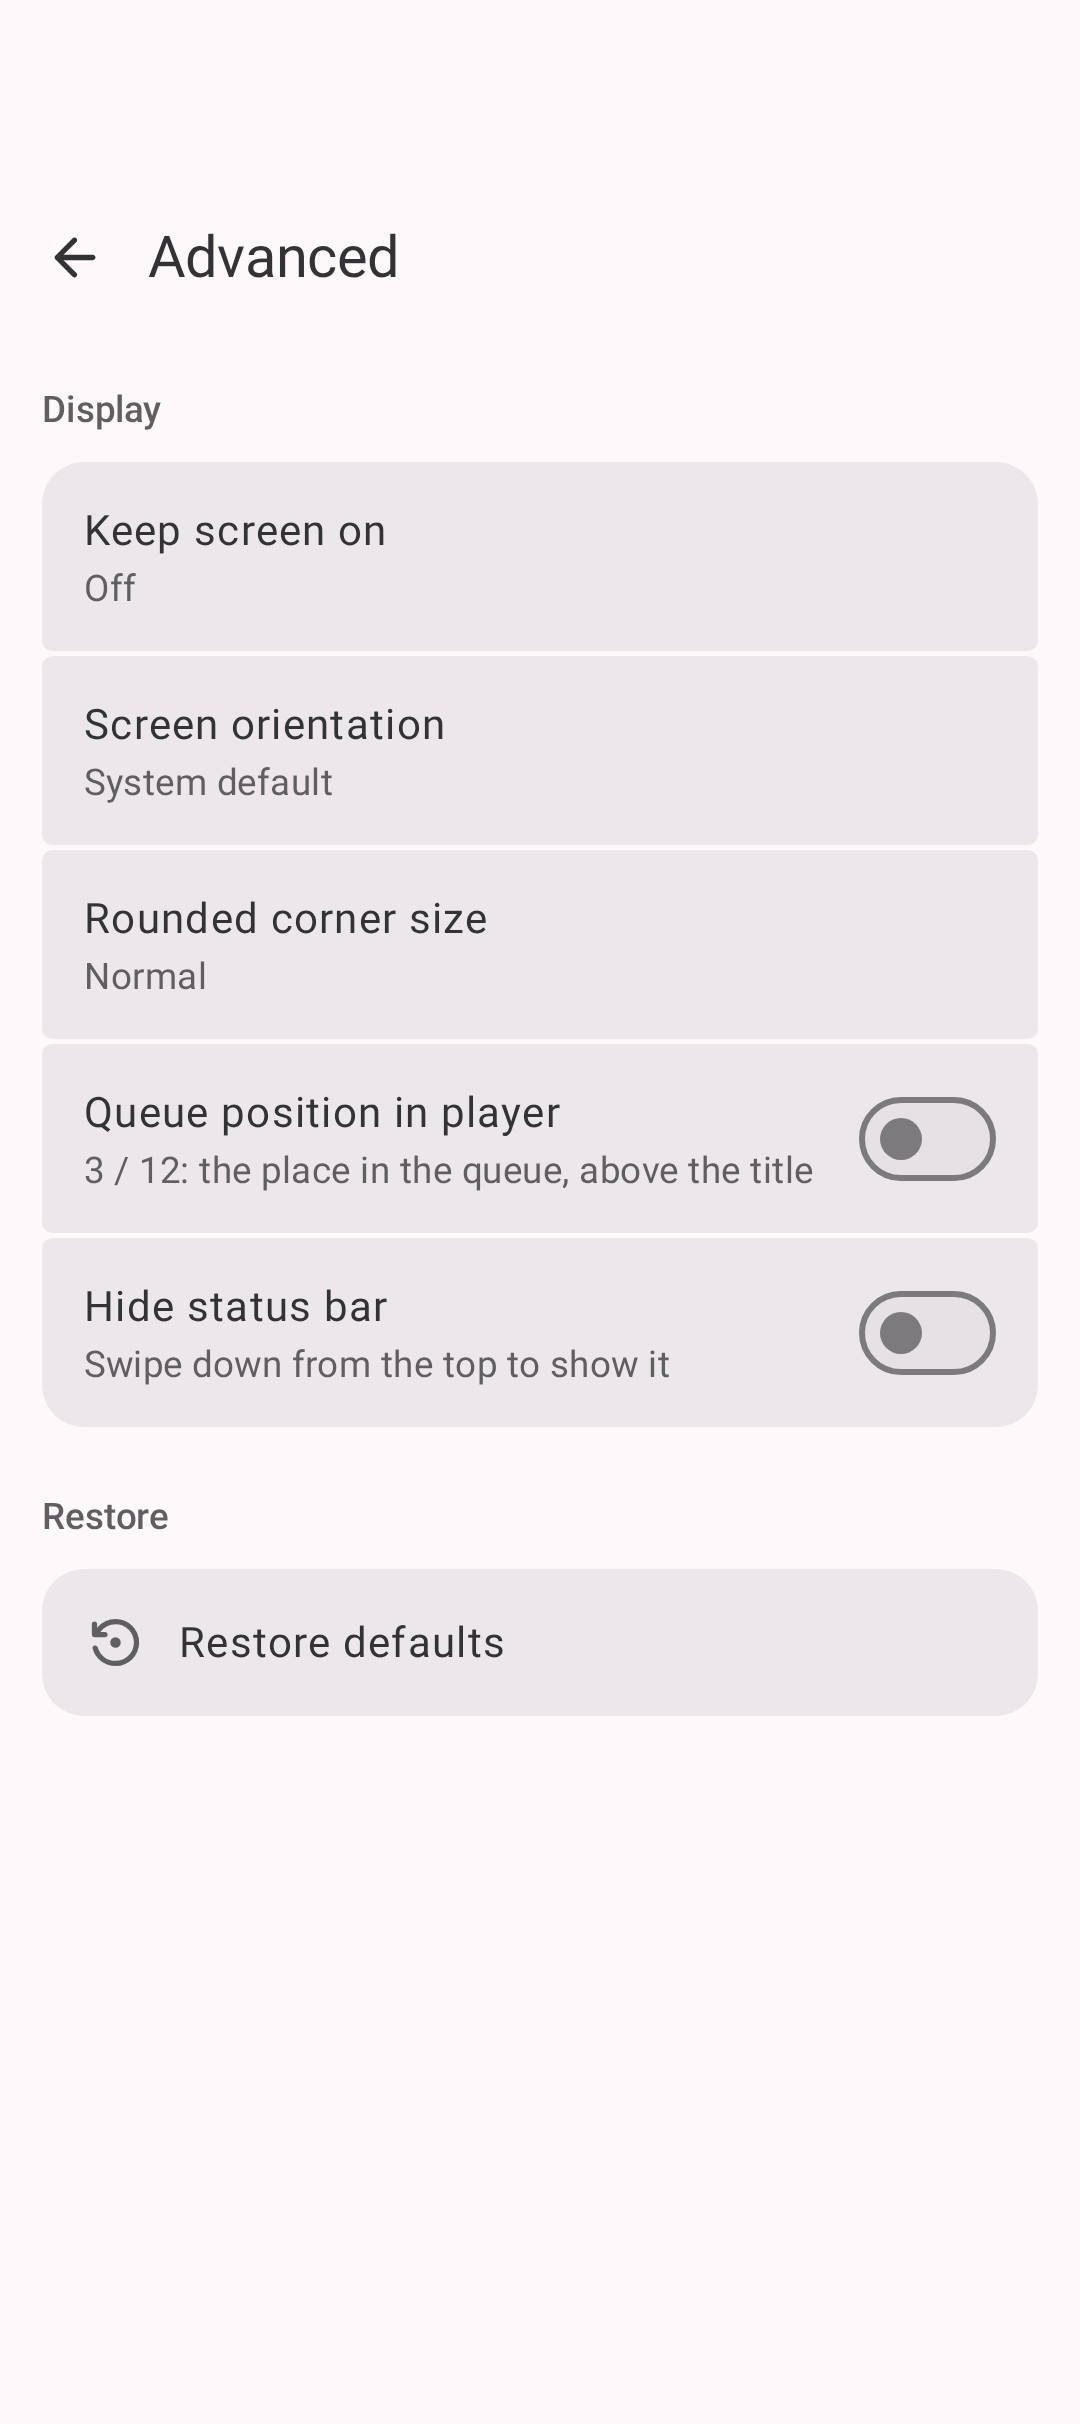 Advanced
Display
Keep screen on
Off
Screen orientation
System default
Rounded corner size
Normal
Queue position in player
3 / 12: the place in the queue, above the title
Hide status bar
Swipe down from the top to show it
Restore
Restore defaults